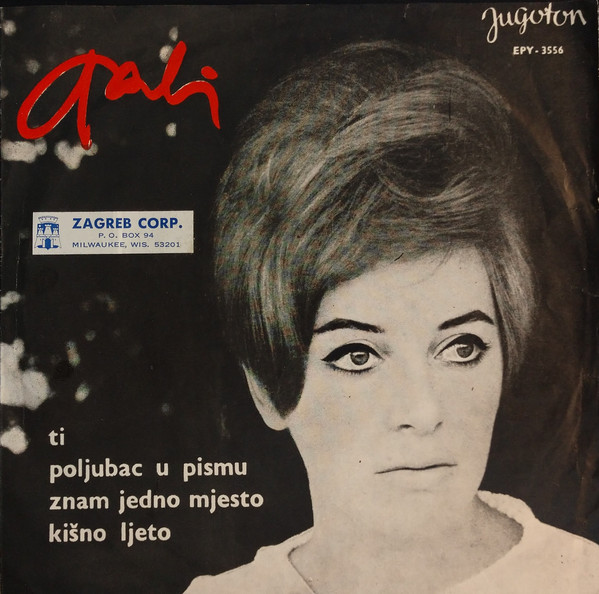 Jugoton
EPY-3556
Gabi
ZAGREB CORP.
P. O. BOX 94
MILWAUKEE, WIS. 53201
ti
poljubac u pismu
znam jedno mjesto
kišno ljeto